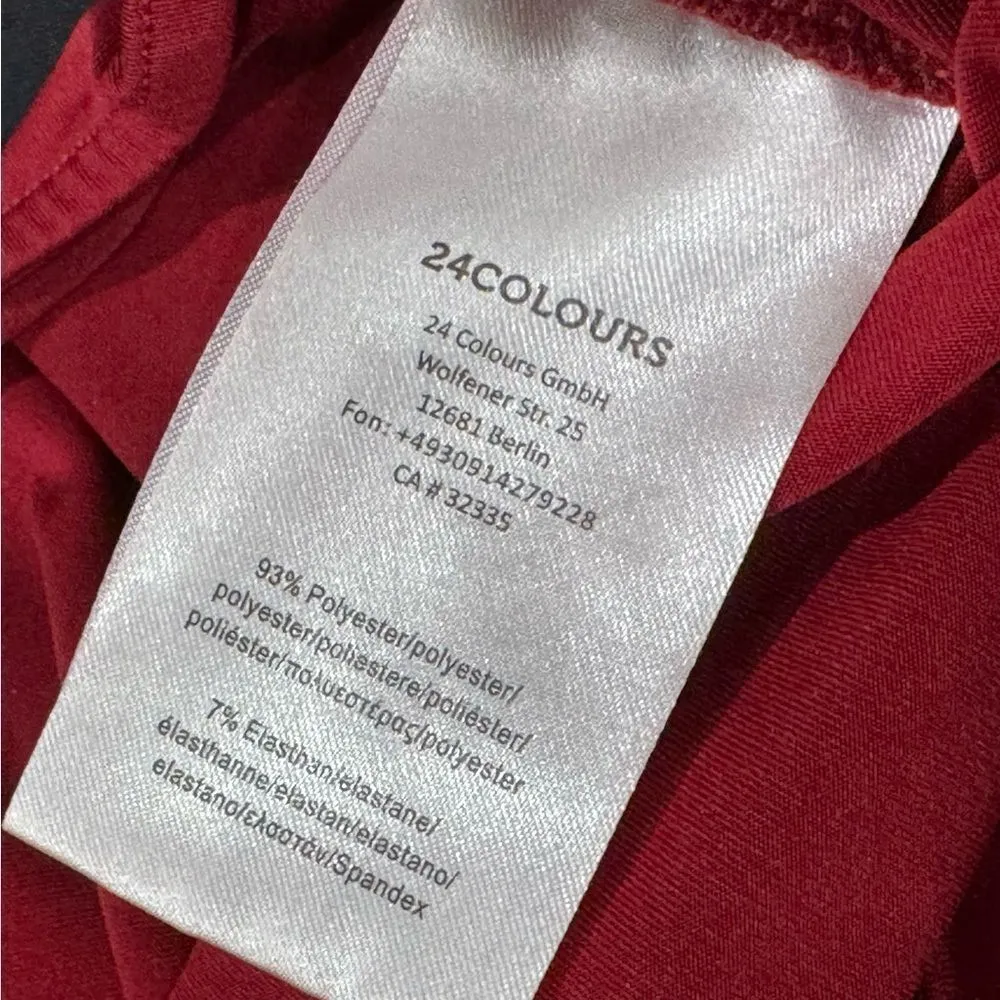 24COLOURS
24 Colours GmbH
Wolfener Str. 25
12681 Berlin
Fon: +4930914279228
CA # 32335
93% Polyester/polyester/
polyester/poliestere/poliéster/
poliéster/πολυεστέρας/polyester
7% Elasthan/elastane/
élasthanne/elastan/elastano/
elastano/ελαστάν/Spandex